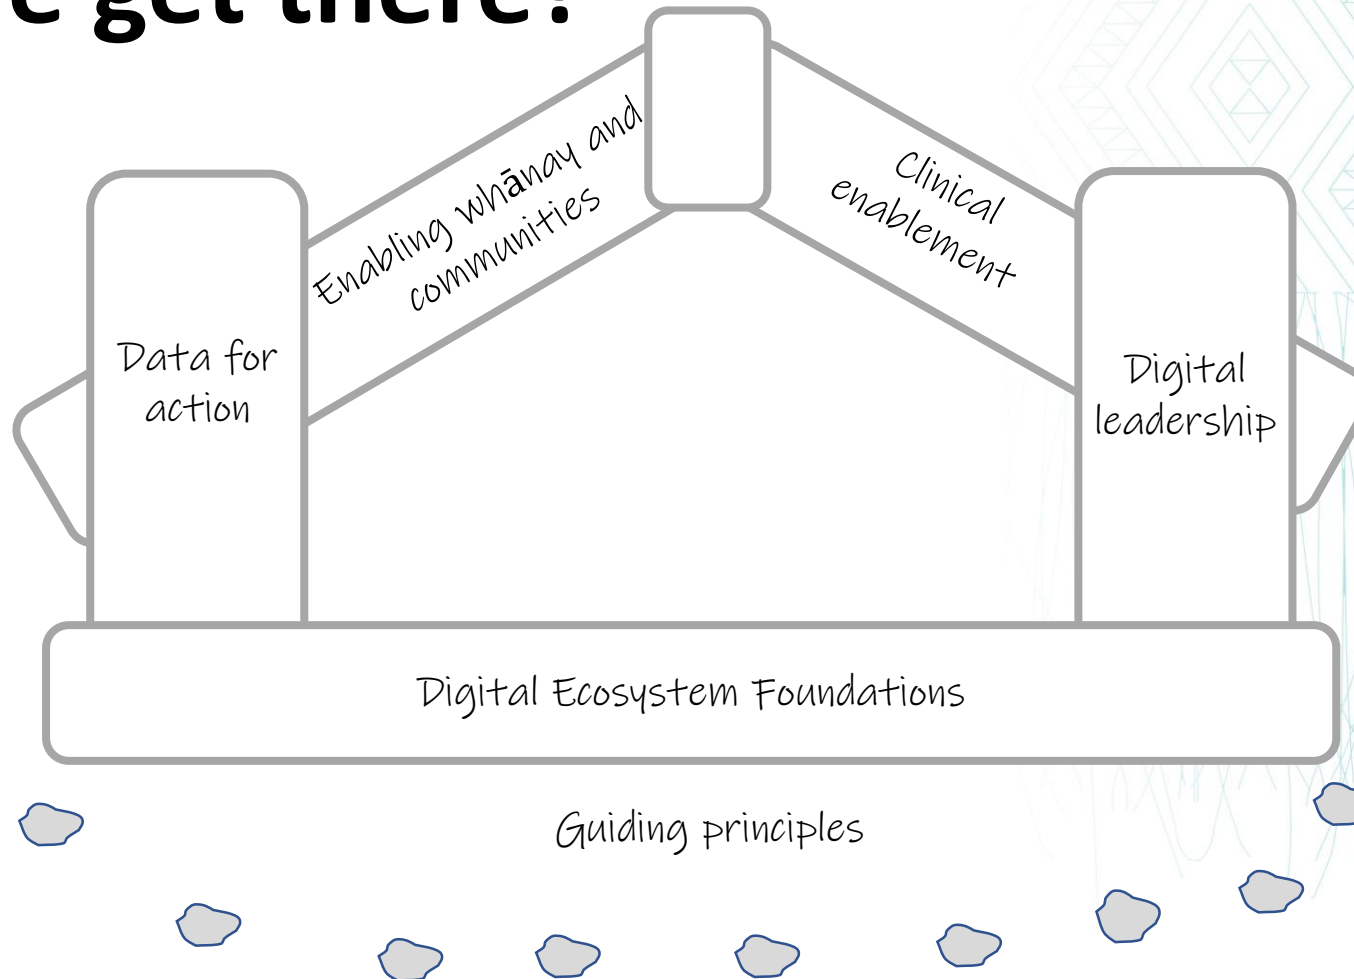 e get there?
Enabling whānau and
communities
Clinical
enablement
Data for
action
Digital
leadership
Digital Ecosystem Foundations
Guiding principles